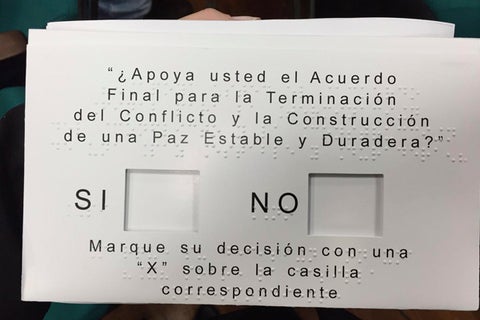 “¿Apoya usted el Acuerdo
Final para la Terminación
del Conflicto y la Construcción
de una Paz Estable y Duradera?”
SI NO
Marque su decisión con una
“X” sobre la casilla
correspondiente